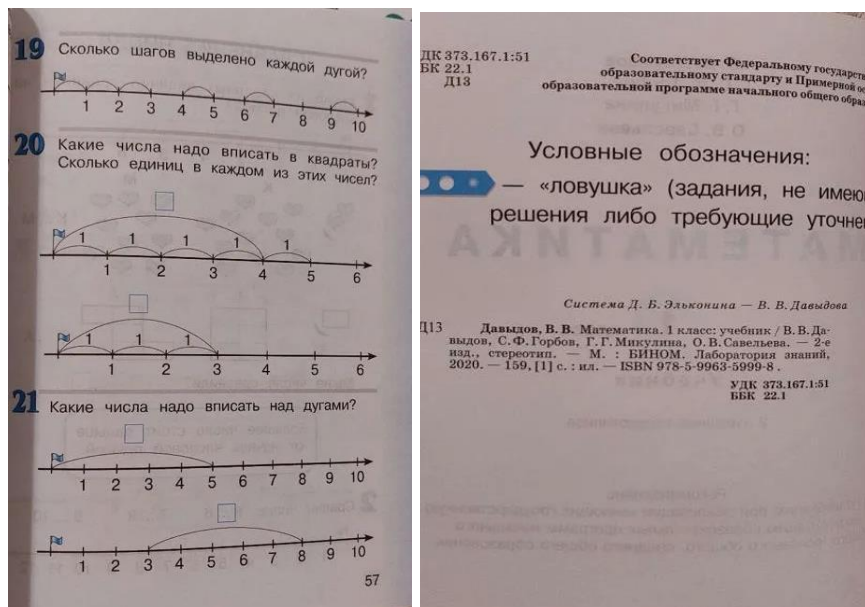 19 Сколько шагов выделено каждой дугой?
1 2 3 4 5 6 7 8 9 10
20 Какие числа надо вписать в квадраты?
Сколько единиц в каждом из этих чисел?
1 1 1 1 1
1 2 3 4 5 6
1 1 1
1 2 3 4 5 6
21 Какие числа надо вписать над дугами?
1 2 3 4 5 6 7 8 9 10
1 2 3 4 5 6 7 8 9 10
57
ДК 373.167.1:51
БК 22.1
Д13
Соответствует Федеральному государств
образовательному стандарту и Примерной ос
образовательной программе начального общего образ
Условные обозначения:
— «ловушка» (задания, не имею
решения либо требующие уточнен
Система Д. Б. Эльконина — В. В. Давыдова
Д13 Давыдов, В. В. Математика. 1 класс: учебник / В. В. Да-
выдов, С. Ф. Горбов, Г. Г. Микулина, О. В. Савельева. — 2-е
изд., стереотип. — М. : БИНОМ. Лаборатория знаний,
2020. — 159, [1] с. : ил. — ISBN 978-5-9963-5999-8 .
УДК 373.167.1:51
ББК 22.1